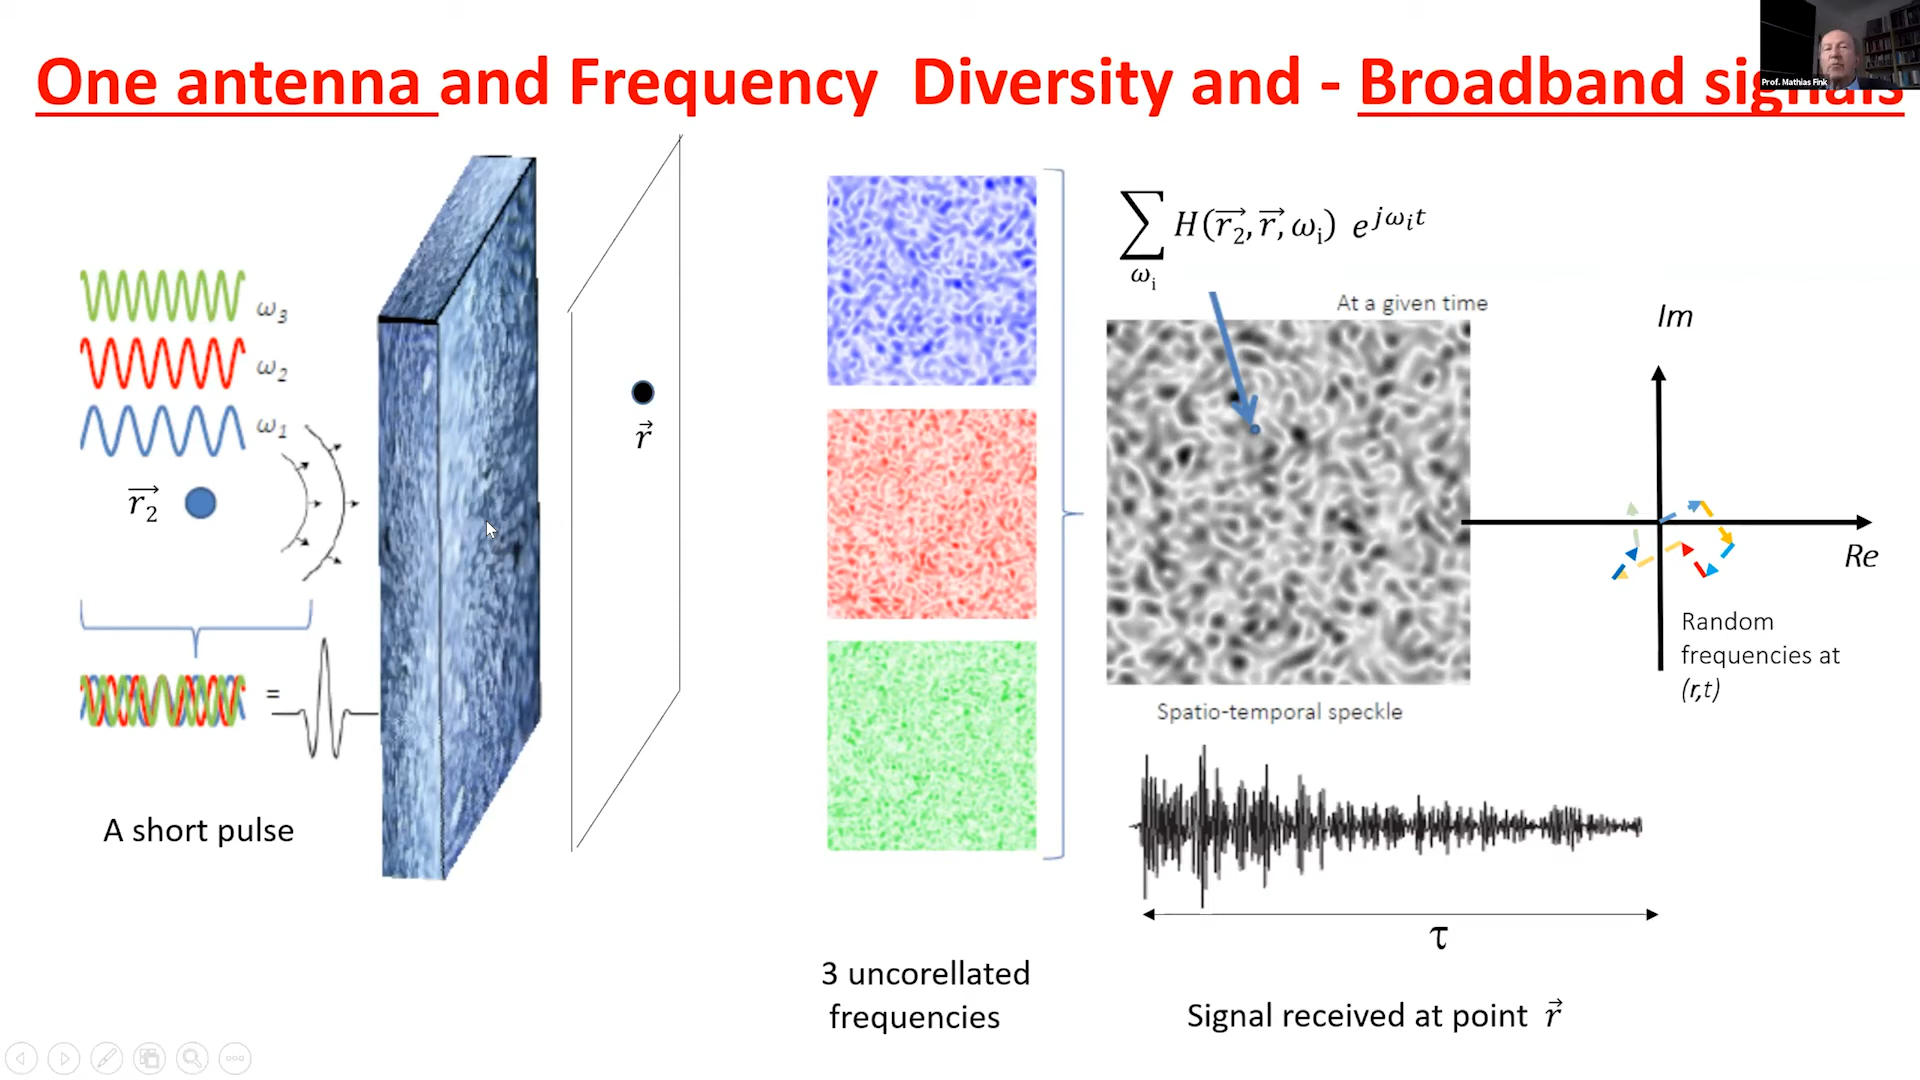 One antenna and Frequency Diversity and - Broadband signals
Prof. Mathias Fink
ω3
ω2
ω1
r2
=
A short pulse
r
3 uncorellated
frequencies
∑ H(r2, r, ωi) e^jωit
ωi
At a given time
Spatio-temporal speckle
Im
Re
Random
frequencies at
(r,t)
τ
Signal received at point r